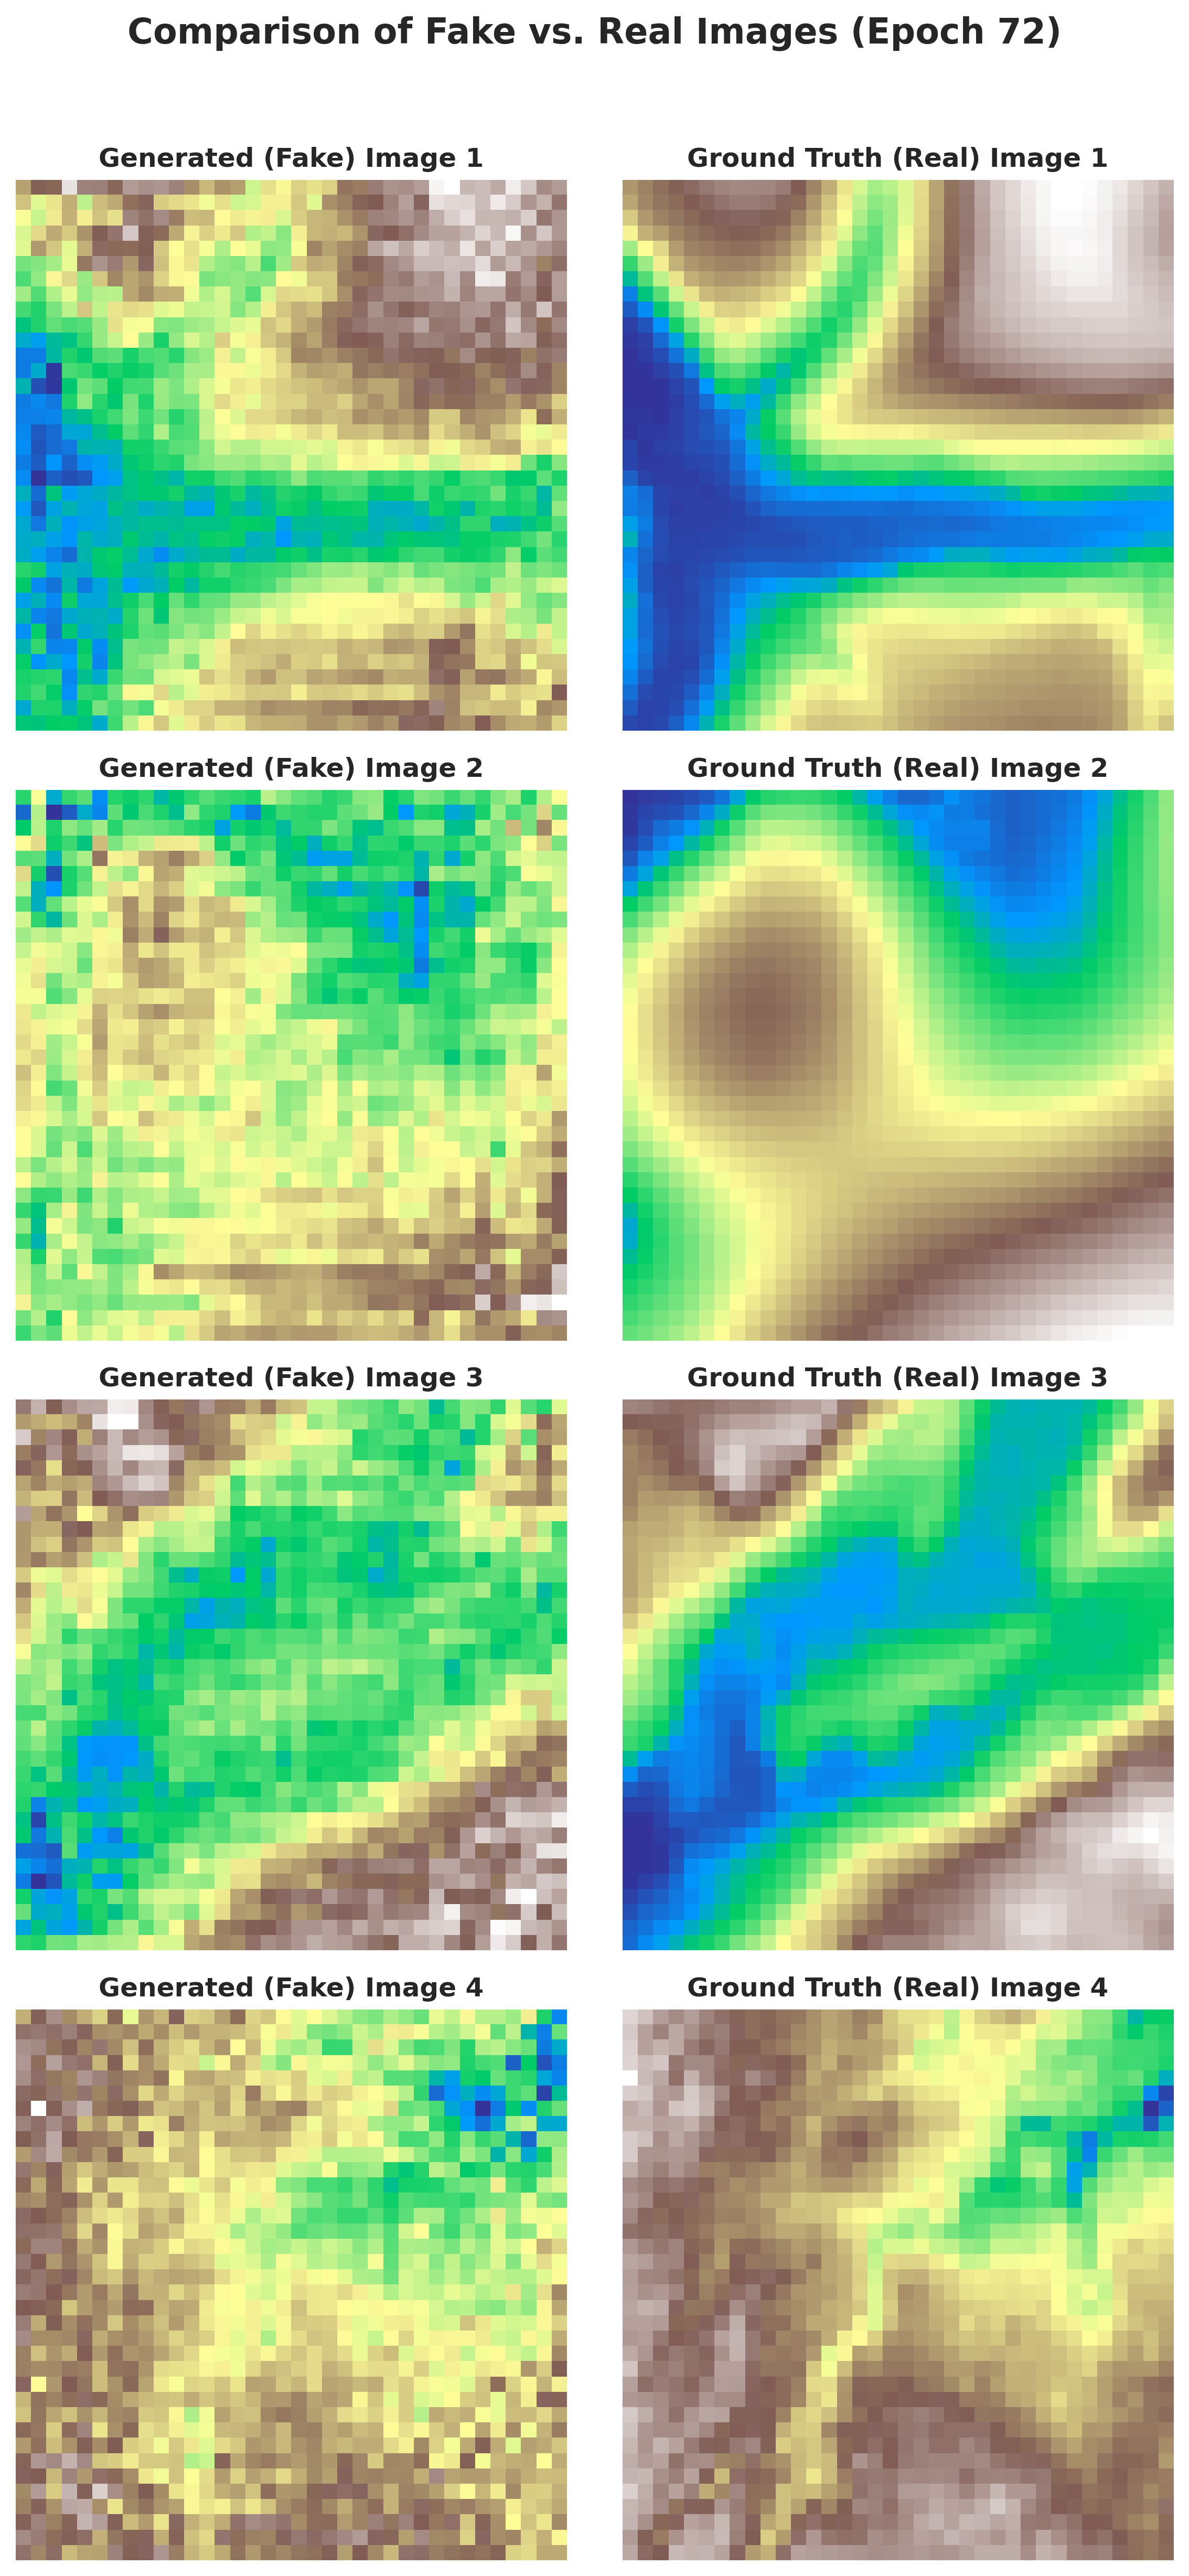 Comparison of Fake vs. Real Images (Epoch 72)
Generated (Fake) Image 1
Ground Truth (Real) Image 1
Generated (Fake) Image 2
Ground Truth (Real) Image 2
Generated (Fake) Image 3
Ground Truth (Real) Image 3
Generated (Fake) Image 4
Ground Truth (Real) Image 4